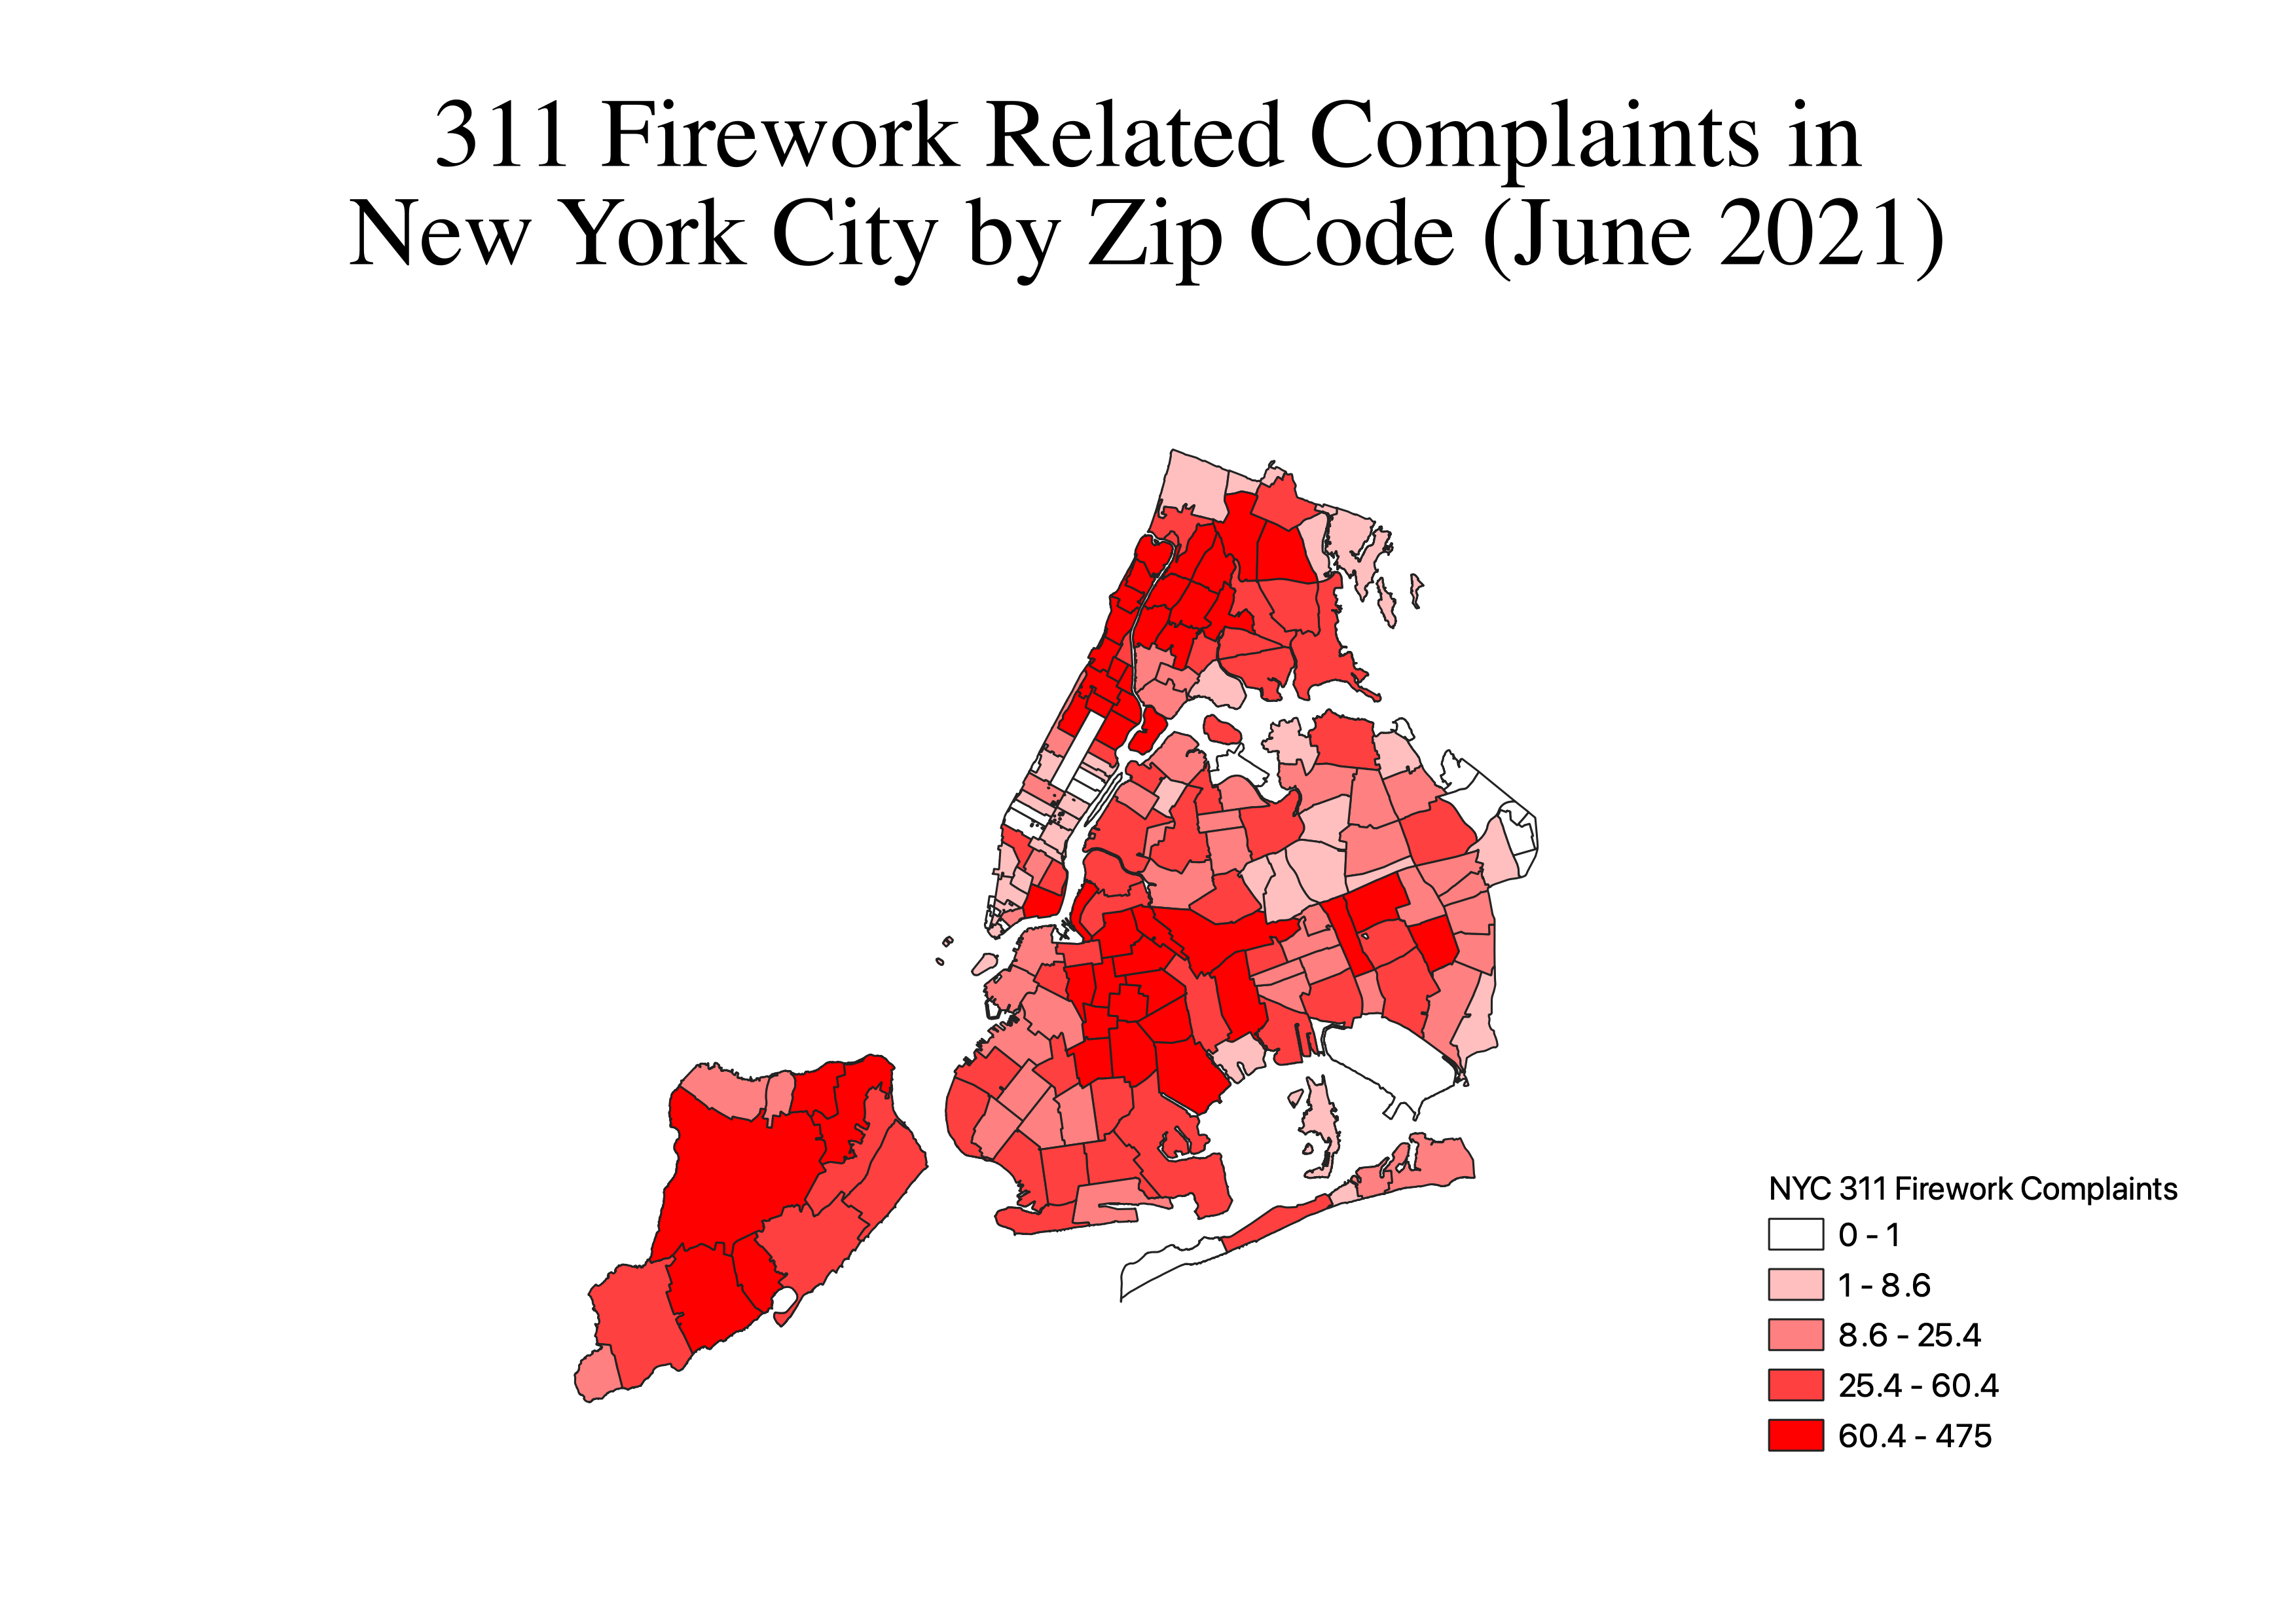 311 Firework Related Complaints in
New York City by Zip Code (June 2021)
NYC 311 Firework Complaints
0 - 1
1 - 8.6
8.6 - 25.4
25.4 - 60.4
60.4 - 475